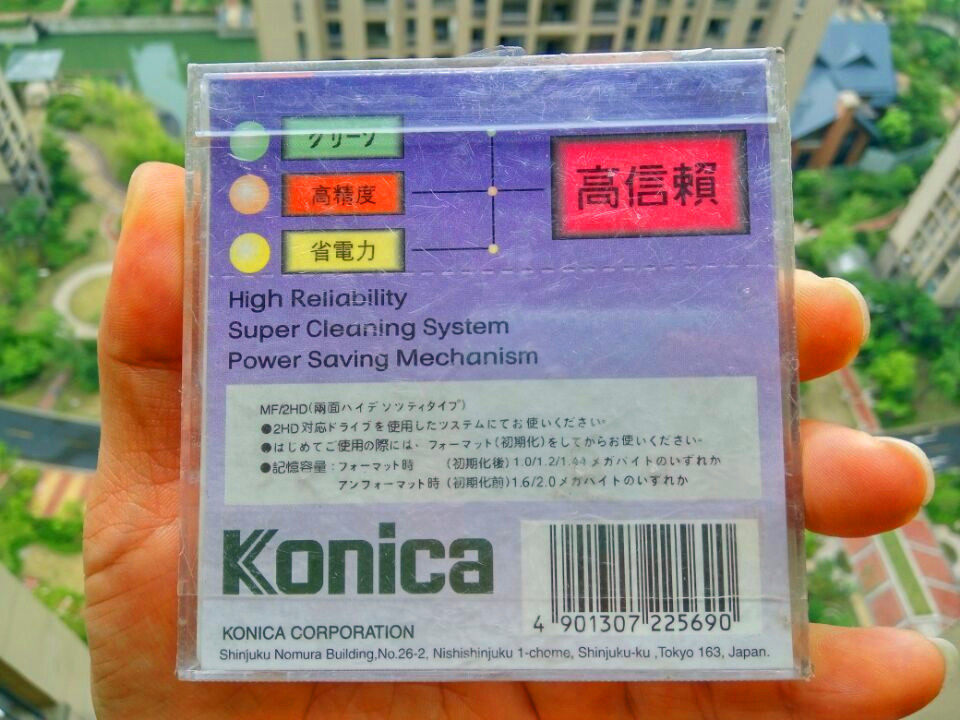 クリーン
高精度
高信頼
省電力
High Reliability
Super Cleaning System
Power Saving Mechanism
MF/2HD(兩面ハイデンソティタイプ)
●2HD対応ドライブを使用したツステムにてお使いください。
●はじめてご使用の際には、フォーマット(初期化)をしてからお使いください。
●記憶容量:フォーマット時 (初期化後)1.0/1.2/1.44メガハイトのいずれか
アンフォーマット時(初期化前)1.6/2.0メカハイトのいずれか
Konica
4 901307 225690
KONICA CORPORATION
Shinjuku Nomura Building,No.26-2, Nishishinjuku 1-chome, Shinjuku-ku ,Tokyo 163, Japan.